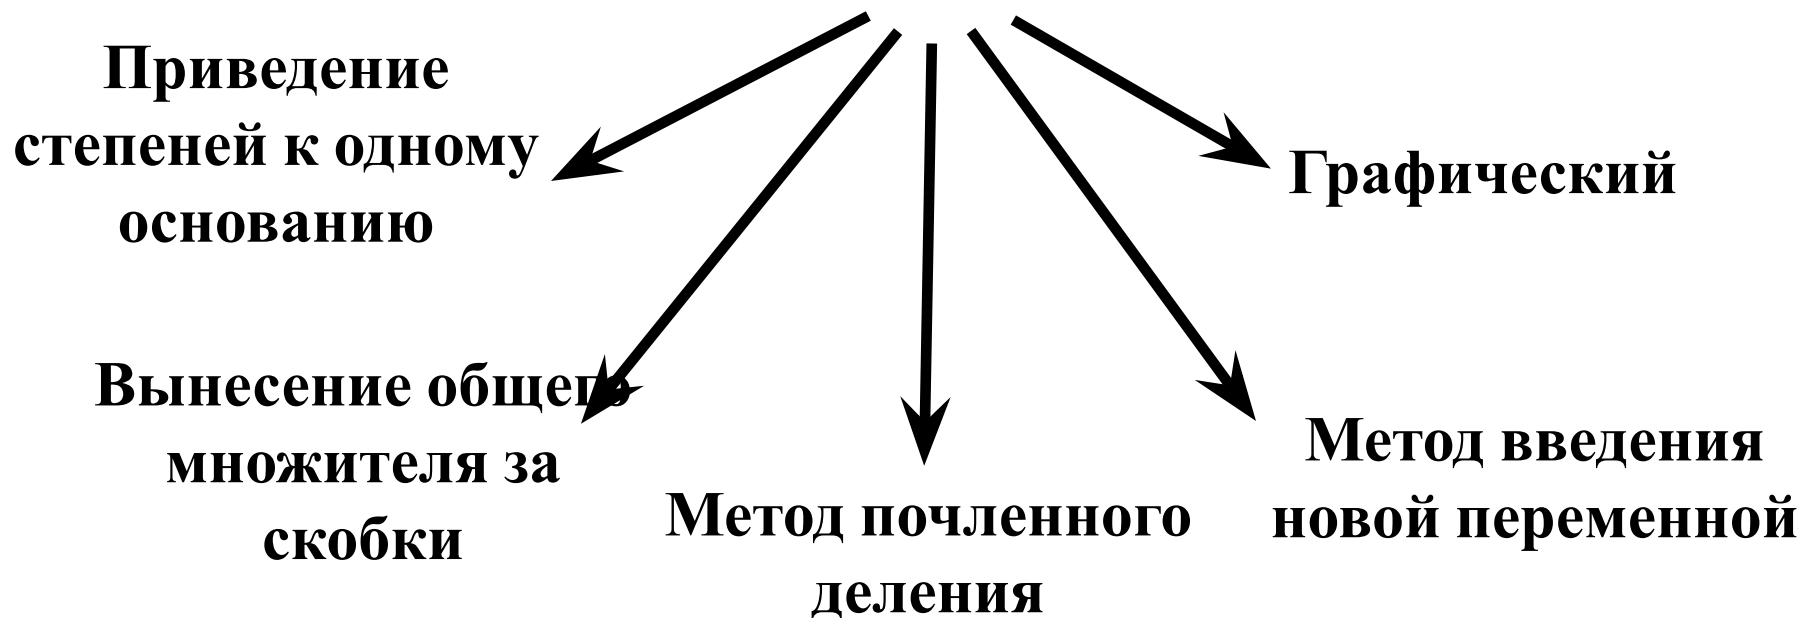 Приведение
степеней к одному
основанию
Графический
Вынесение общего
множителя за
скобки
Метод почленного
деления
Метод введения
новой переменной